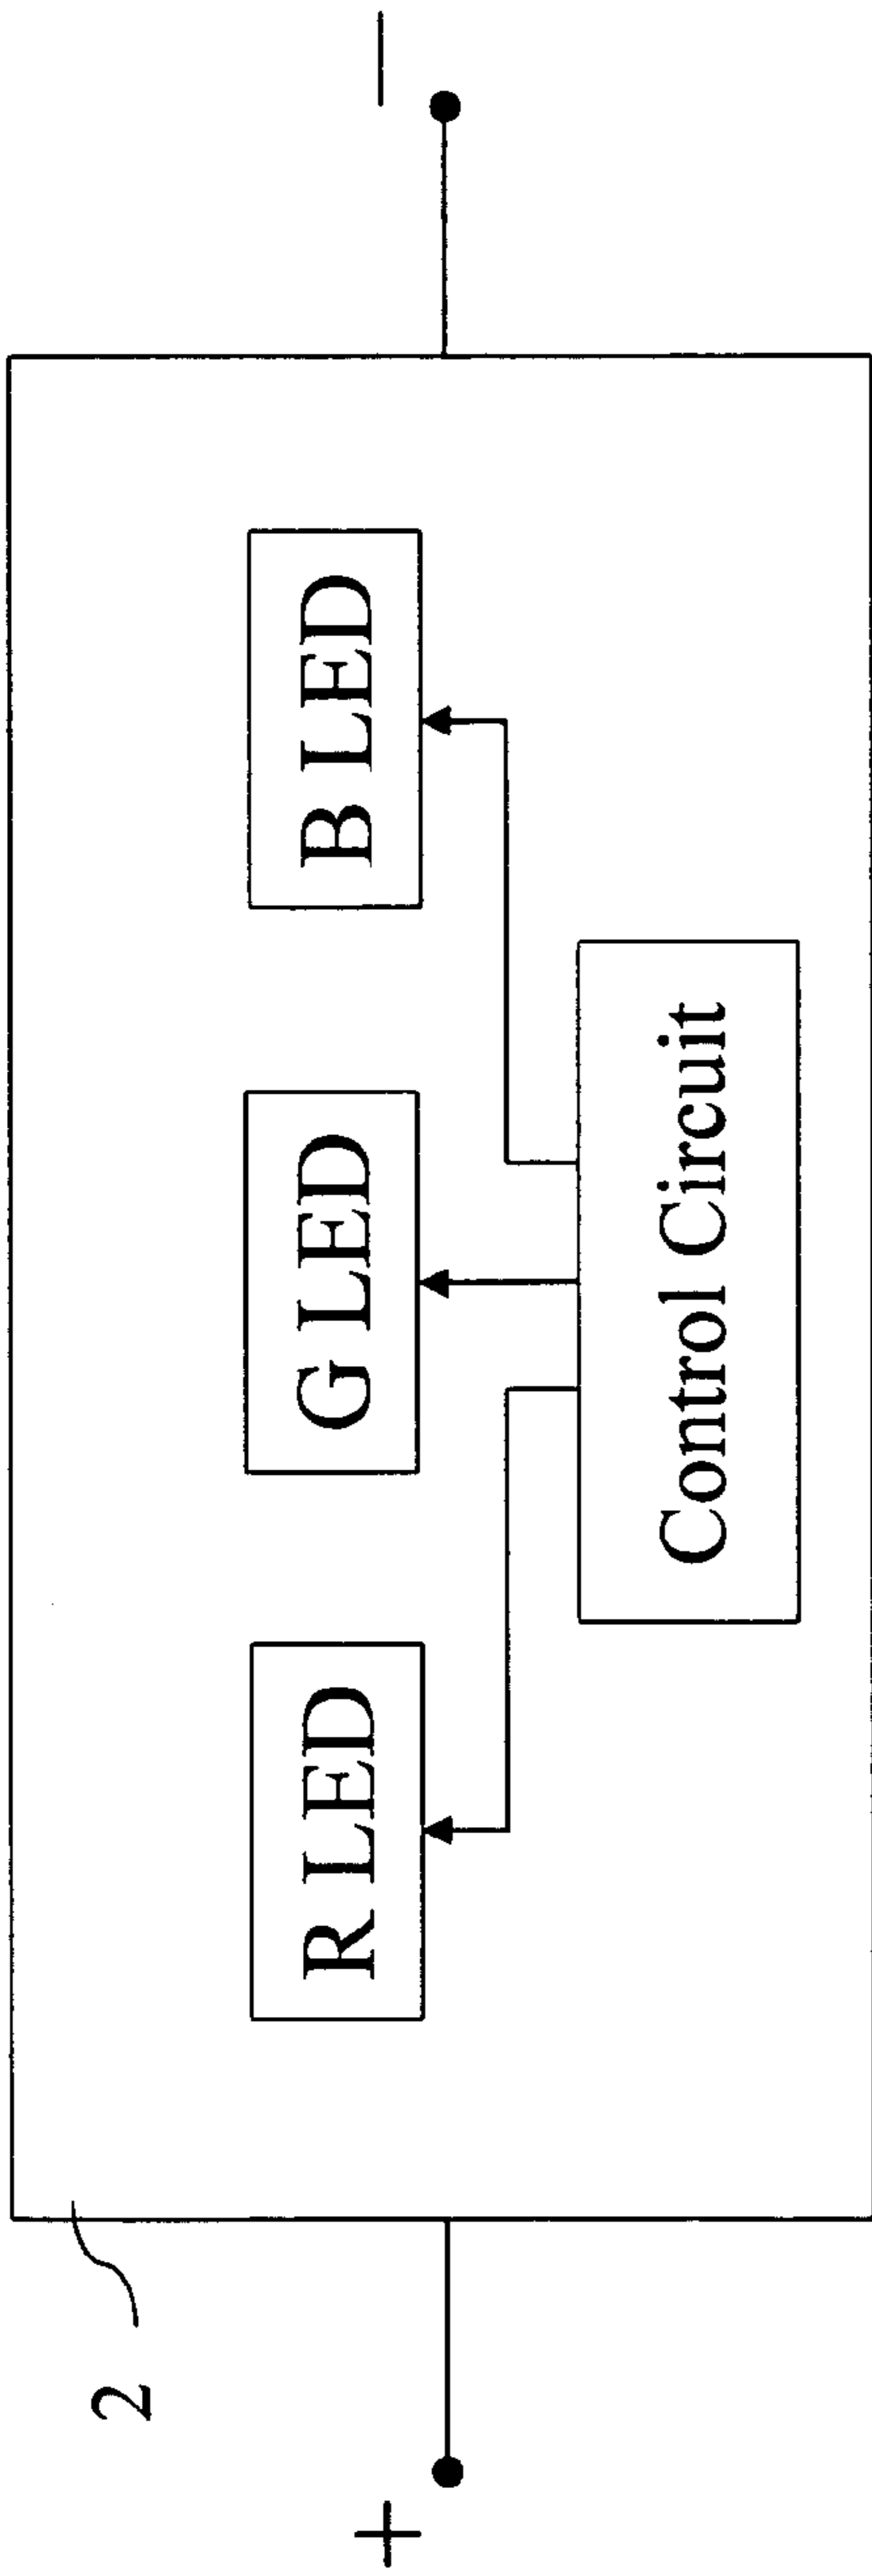 2
R LED
G LED
B LED
Control Circuit
+
—